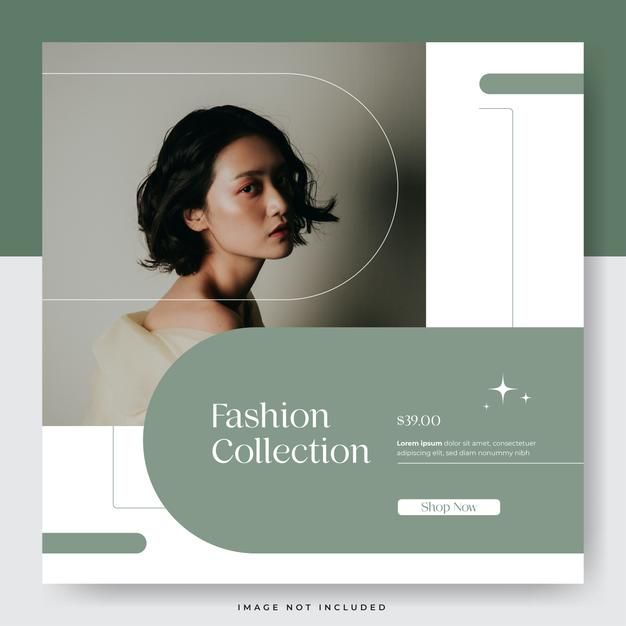 Fashion
Collection
$39.00
Lorem ipsum dolor sit amet, consectetuer
adipiscing elit, sed diam nonummy nibh
Shop Now
IMAGE NOT INCLUDED